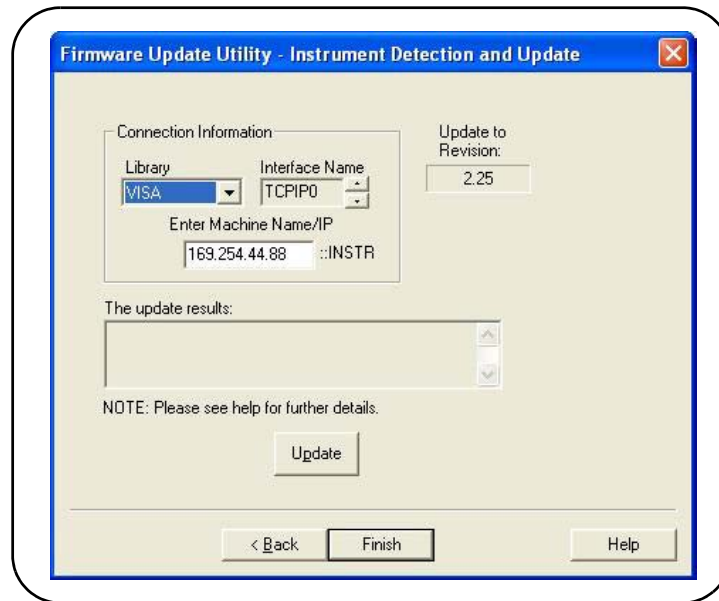 Firmware Update Utility - Instrument Detection and Update
Connection Information
Library
Interface Name
VISA
TCPIP0
Enter Machine Name/IP
169.254.44.88 ::INSTR
Update to
Revision:
2.25
The update results:
NOTE: Please see help for further details.
Update
< Back
Finish
Help